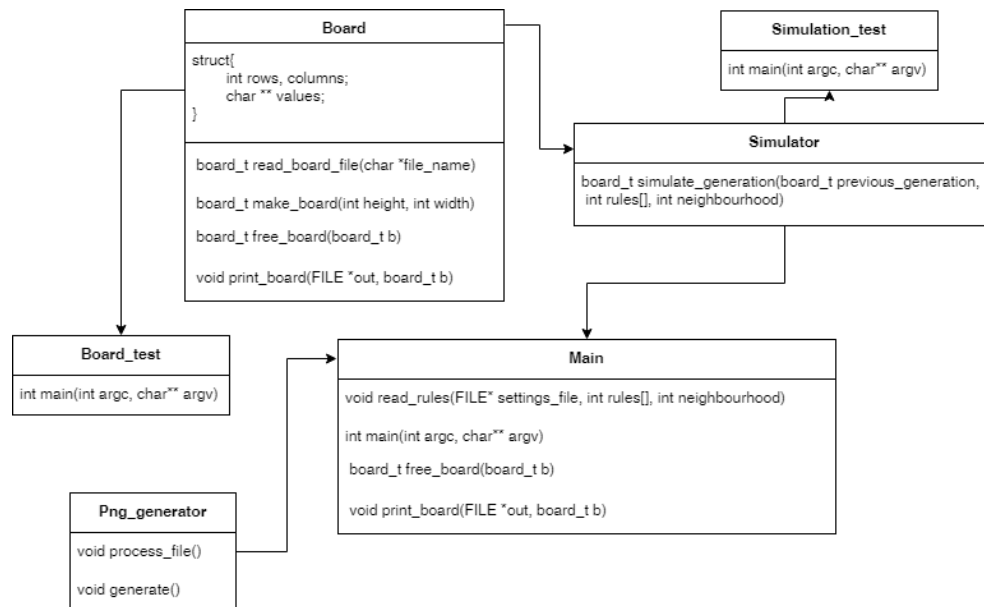 Board
struct{
int rows, columns;
char ** values;
}
board_t read_board_file(char *file_name)
board_t make_board(int height, int width)
board_t free_board(board_t b)
void print_board(FILE *out, board_t b)
Simulation_test
int main(int argc, char** argv)
Simulator
board_t simulate_generation(board_t previous_generation,
int rules[], int neighbourhood)
Board_test
int main(int argc, char** argv)
Main
void read_rules(FILE* settings_file, int rules[], int neighbourhood)
int main(int argc, char** argv)
board_t free_board(board_t b)
void print_board(FILE *out, board_t b)
Png_generator
void process_file()
void generate()